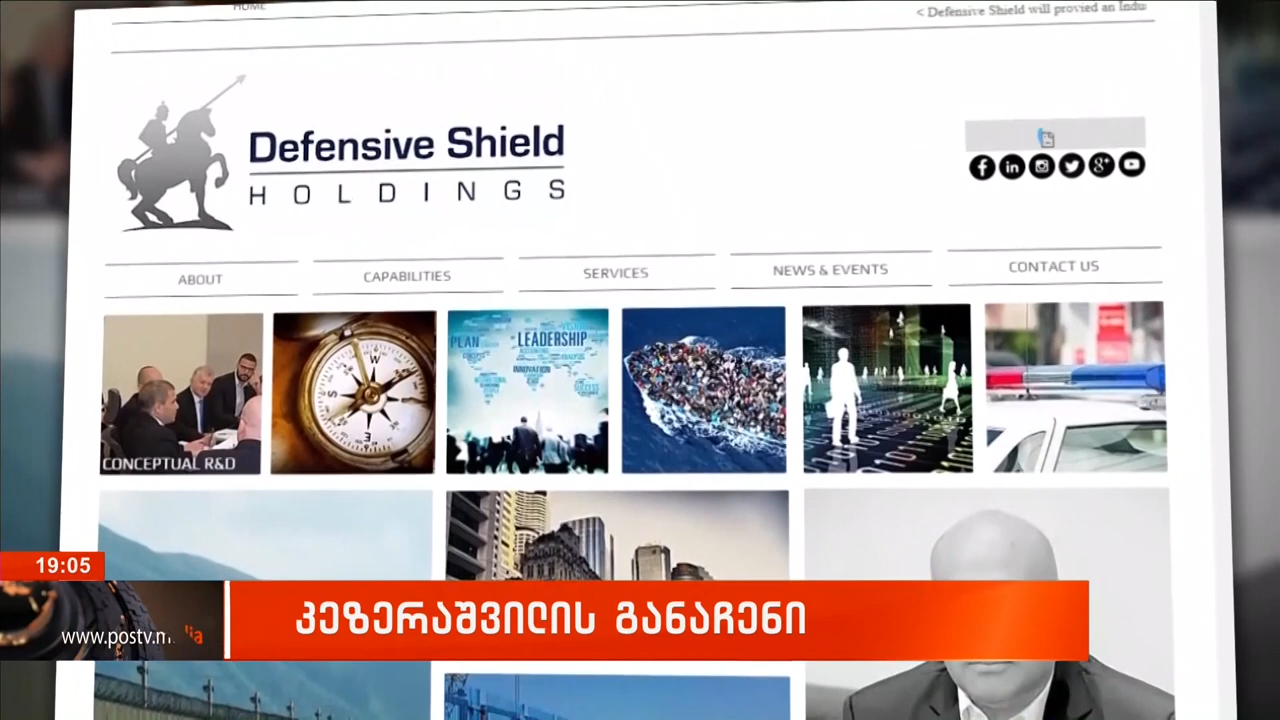 HOME
< Defensive Shield will provied an Indu
Defensive Shield
HOLDINGS
ABOUT
CAPABILITIES
SERVICES
NEWS & EVENTS
CONTACT US
CONCEPTUAL R&D
PLAN
LEADERSHIP
INNOVATION
19:05
www.postv.m
კეზერაშვილის განაჩენი